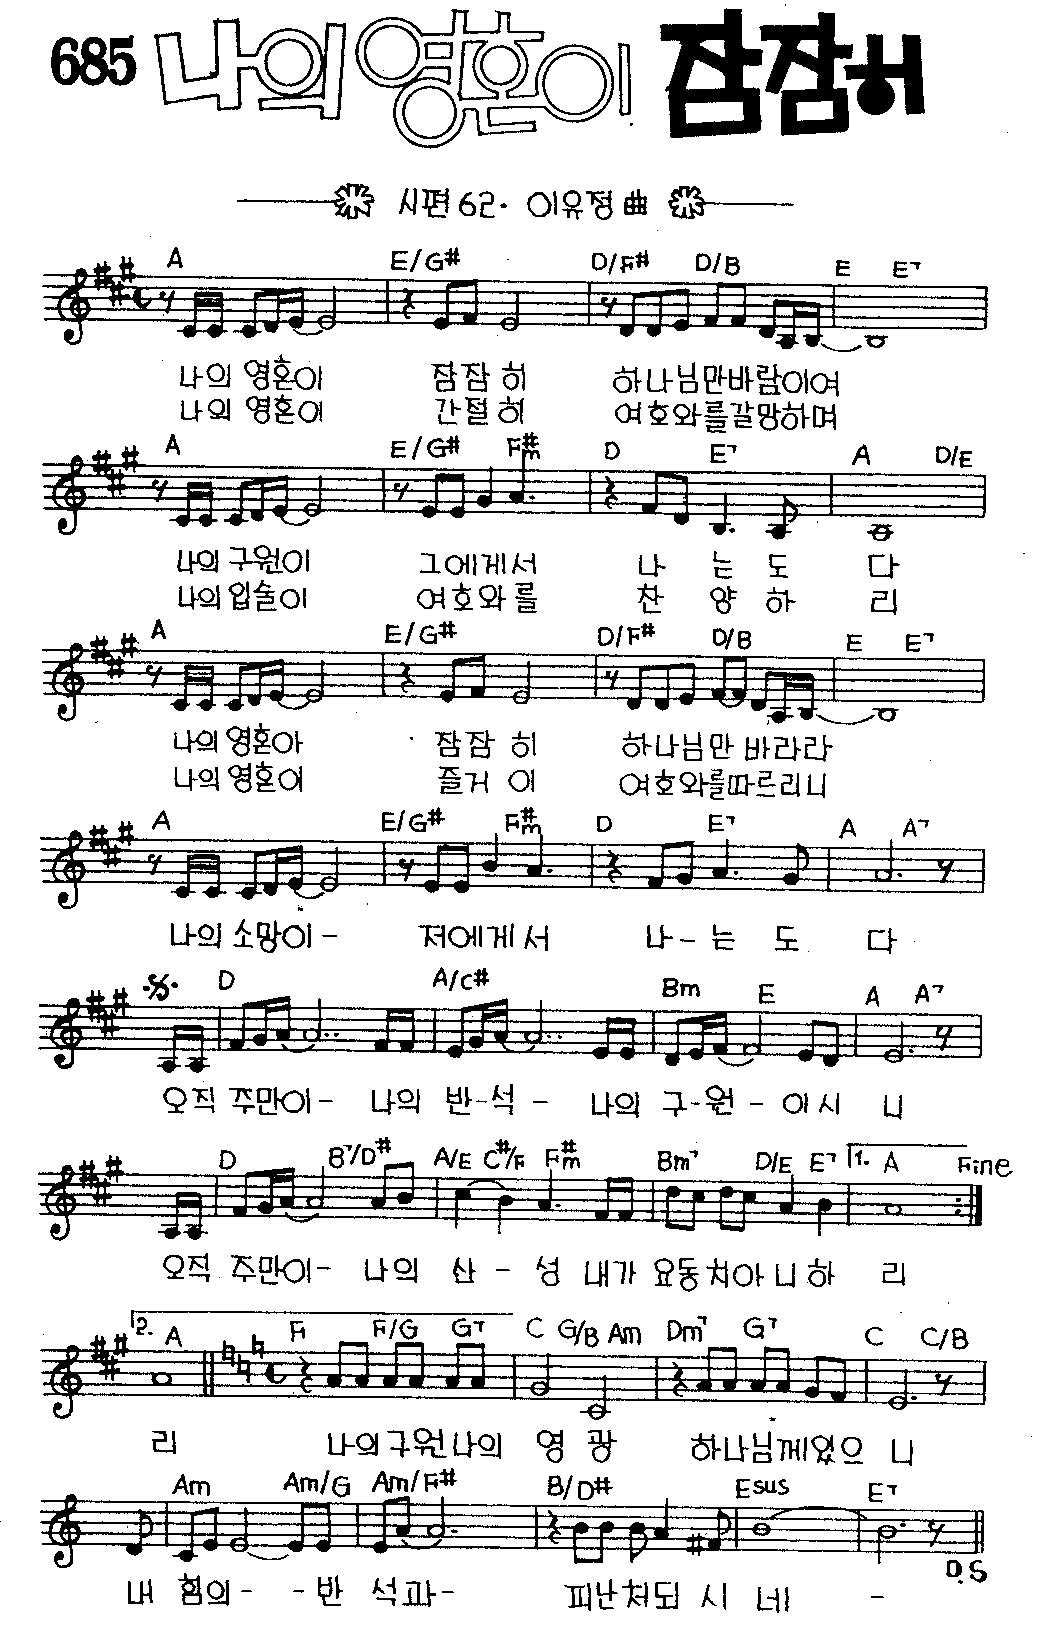 685 나의 영혼이 잠잠히
시편 62. 이유정 曲
A E/G# D/F# D/B E E7
나의 영혼이 잠잠히 하나님만바람이여
나의 영혼이 간절히 여호와를갈망하며
A E/G# F#m D E7 A D/E
나의 구원이 그에게서 나는도다
나의 입술이 여호와를 찬양하리
A E/G# D/F# D/B E E7
나의 영혼아 잠잠히 하나님만 바라라
나의 영혼이 즐거이 여호와를따르리니
A E/G# F#m D E7 A A7
나의 소망이- 저에게서 나-는도다
D A/C# Bm E A A7
오직 주만이- 나의 반-석 - 나의 구-원 - 이시니
D B7/D# A/E C#/F F#m Bm7 D/E E7 1. A Fine
오직 주만이- 나의 산 - 성 내가 요동치아니하리
2. A F F/G G7 C G/B Am Dm7 G7 C C/B
리 나의구원나의 영광 하나님께있으니
Am Am/G Am/F# B/D# Esus E7
D.S
내 힘의- -반석과- 피난처되시네 -